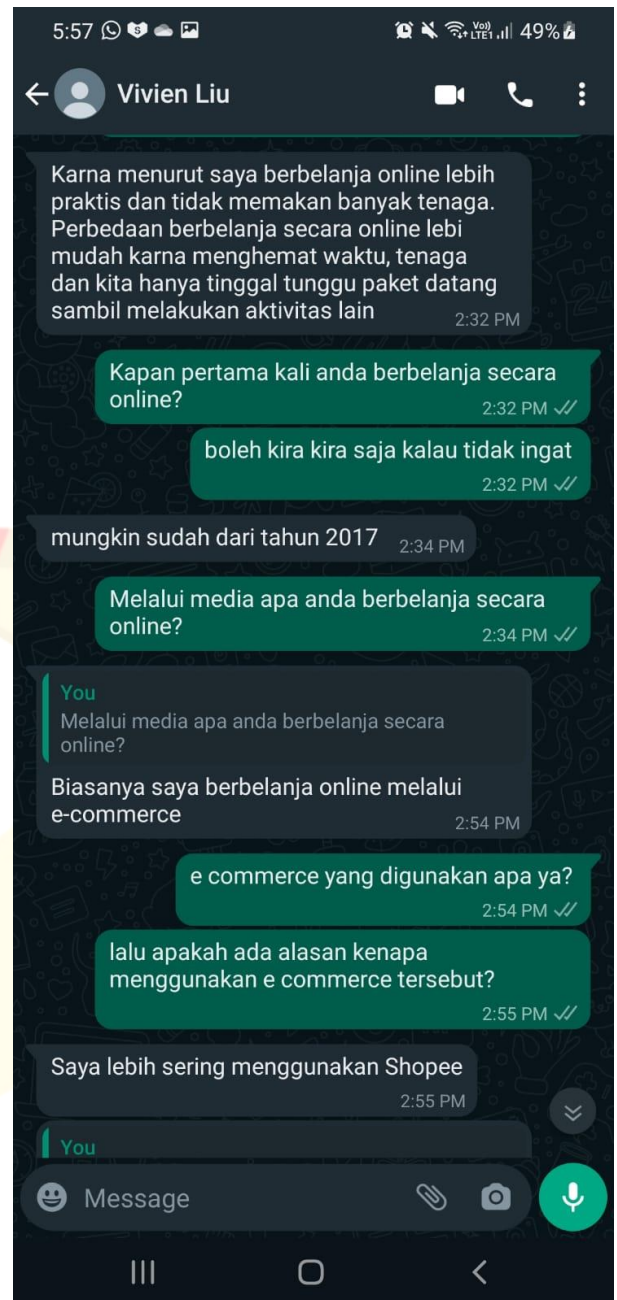 5:57
49%
Vivien Liu
Karna menurut saya berbelanja online lebih
praktis dan tidak memakan banyak tenaga.
Perbedaan berbelanja secara online lebi
mudah karna menghemat waktu, tenaga
dan kita hanya tinggal tunggu paket datang
sambil melakukan aktivitas lain
2:32 PM
Kapan pertama kali anda berbelanja secara
online?
2:32 PM
boleh kira kira saja kalau tidak ingat
2:32 PM
mungkin sudah dari tahun 2017 2:34 PM
Melalui media apa anda berbelanja secara
online?
2:34 PM
You
Melalui media apa anda berbelanja secara
online?
Biasanya saya berbelanja online melalui
e-commerce
2:54 PM
e commerce yang digunakan apa ya?
2:54 PM
lalu apakah ada alasan kenapa
menggunakan e commerce tersebut?
2:55 PM
Saya lebih sering menggunakan Shopee
2:55 PM
You
Message